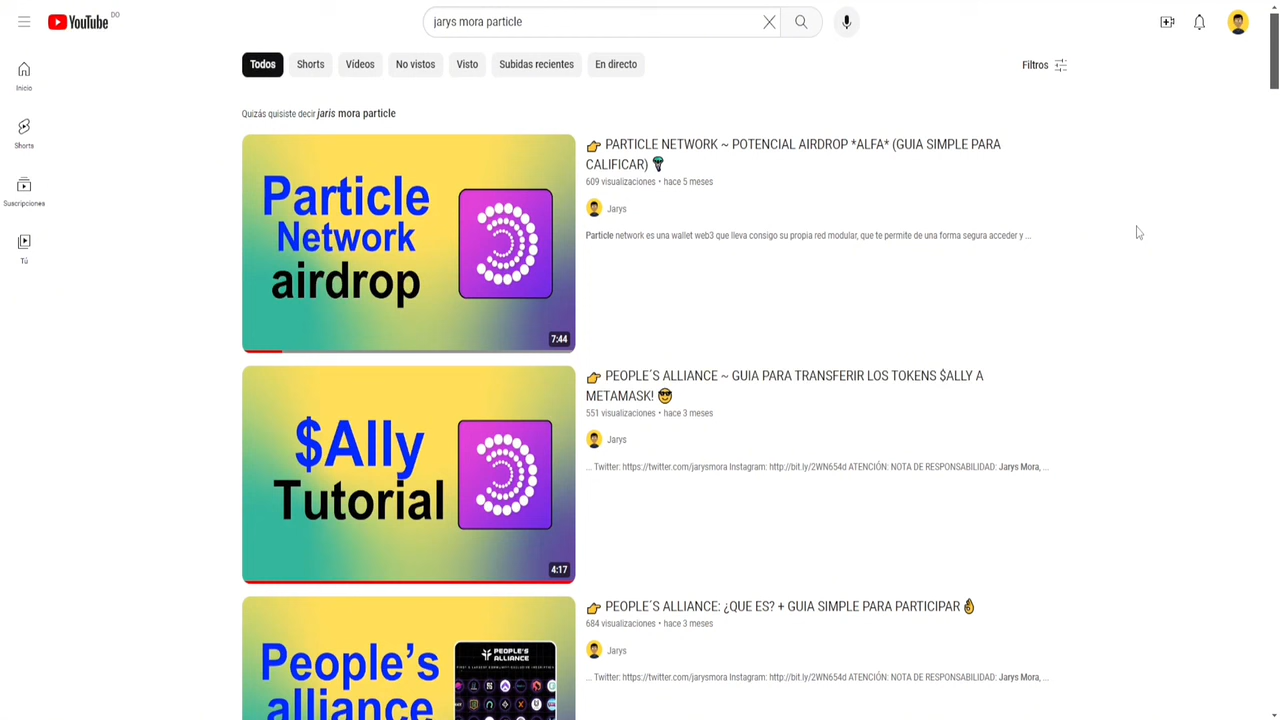 YouTube DO
jarys mora particle
Todos
Shorts
Vídeos
No vistos
Visto
Subidas recientes
En directo
Filtros
Inicio
Shorts
Suscripciones
Tú
Quizás quisiste decir jaris mora particle
Particle
Network
airdrop
7:44
👉 PARTICLE NETWORK ~ POTENCIAL AIRDROP *ALFA* (GUIA SIMPLE PARA
CALIFICAR) 🪂
609 visualizaciones • hace 5 meses
Jarys
Particle network es una wallet web3 que lleva consigo su propia red modular, que te permite de una forma segura acceder y ...
$Ally
Tutorial
4:17
👉 PEOPLE´S ALLIANCE ~ GUIA PARA TRANSFERIR LOS TOKENS $ALLY A
METAMASK! 😎
551 visualizaciones • hace 3 meses
Jarys
... Twitter: https://twitter.com/jarysmora Instagram: http://bit.ly/2WN654d ATENCIÓN: NOTA DE RESPONSABILIDAD: Jarys Mora, ...
People's
alliance
PEOPLE'S
ALLIANCE
👉 PEOPLE´S ALLIANCE: ¿QUE ES? + GUIA SIMPLE PARA PARTICIPAR 👌
684 visualizaciones • hace 3 meses
Jarys
... Twitter: https://twitter.com/jarysmora Instagram: http://bit.ly/2WN654d ATENCIÓN: NOTA DE RESPONSABILIDAD: Jarys Mora, ...